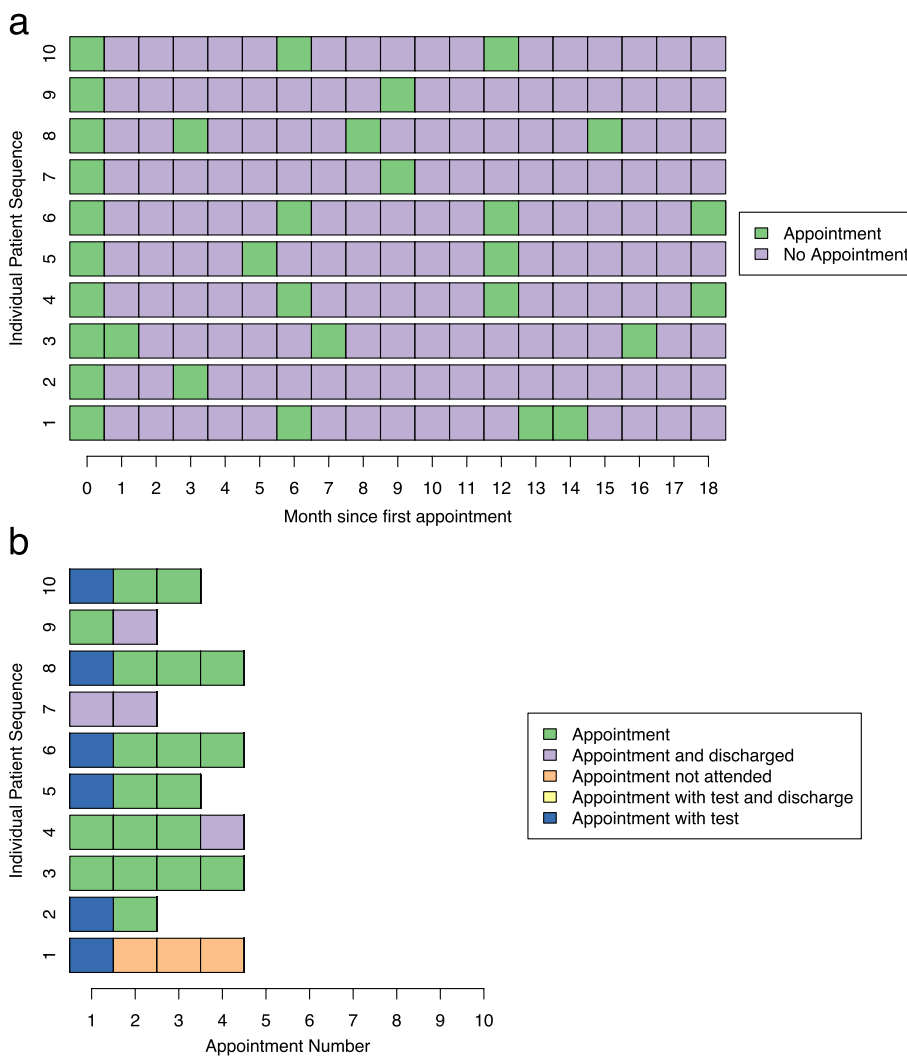 a
10
9
8
7
6
5
4
3
2
1
Individual Patient Sequence
Appointment
No Appointment
0 1 2 3 4 5 6 7 8 9 10 11 12 13 14 15 16 17 18
Month since first appointment
b
10
9
8
7
6
5
4
3
2
1
Individual Patient Sequence
Appointment
Appointment and discharged
Appointment not attended
Appointment with test and discharge
Appointment with test
1 2 3 4 5 6 7 8 9 10
Appointment Number